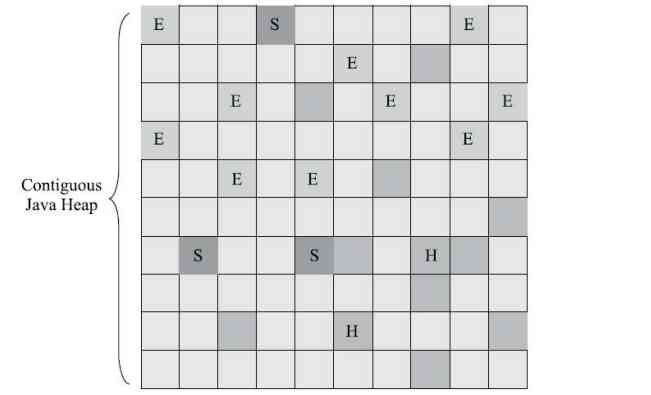 E S E
E
E E E
E E
E E
Contiguous
Java Heap
S S H
H